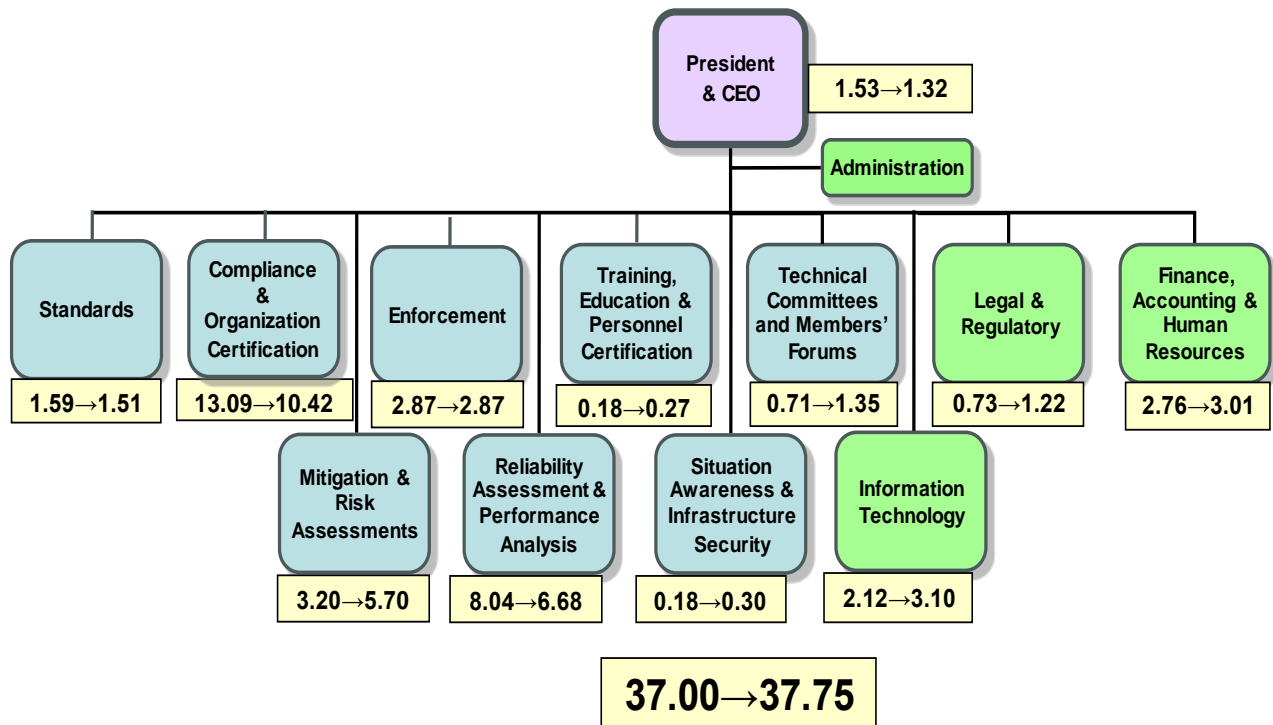 President
& CEO
1.53→1.32
Administration
Standards
1.59→1.51
Compliance
&
Organization
Certification
13.09→10.42
Enforcement
2.87→2.87
Training,
Education &
Personnel
Certification
0.18→0.27
Technical
Committees
and Members’
Forums
0.71→1.35
Legal &
Regulatory
0.73→1.22
Finance,
Accounting &
Human
Resources
2.76→3.01
Mitigation &
Risk
Assessments
3.20→5.70
Reliability
Assessment &
Performance
Analysis
8.04→6.68
Situation
Awareness &
Infrastructure
Security
0.18→0.30
Information
Technology
2.12→3.10
37.00→37.75